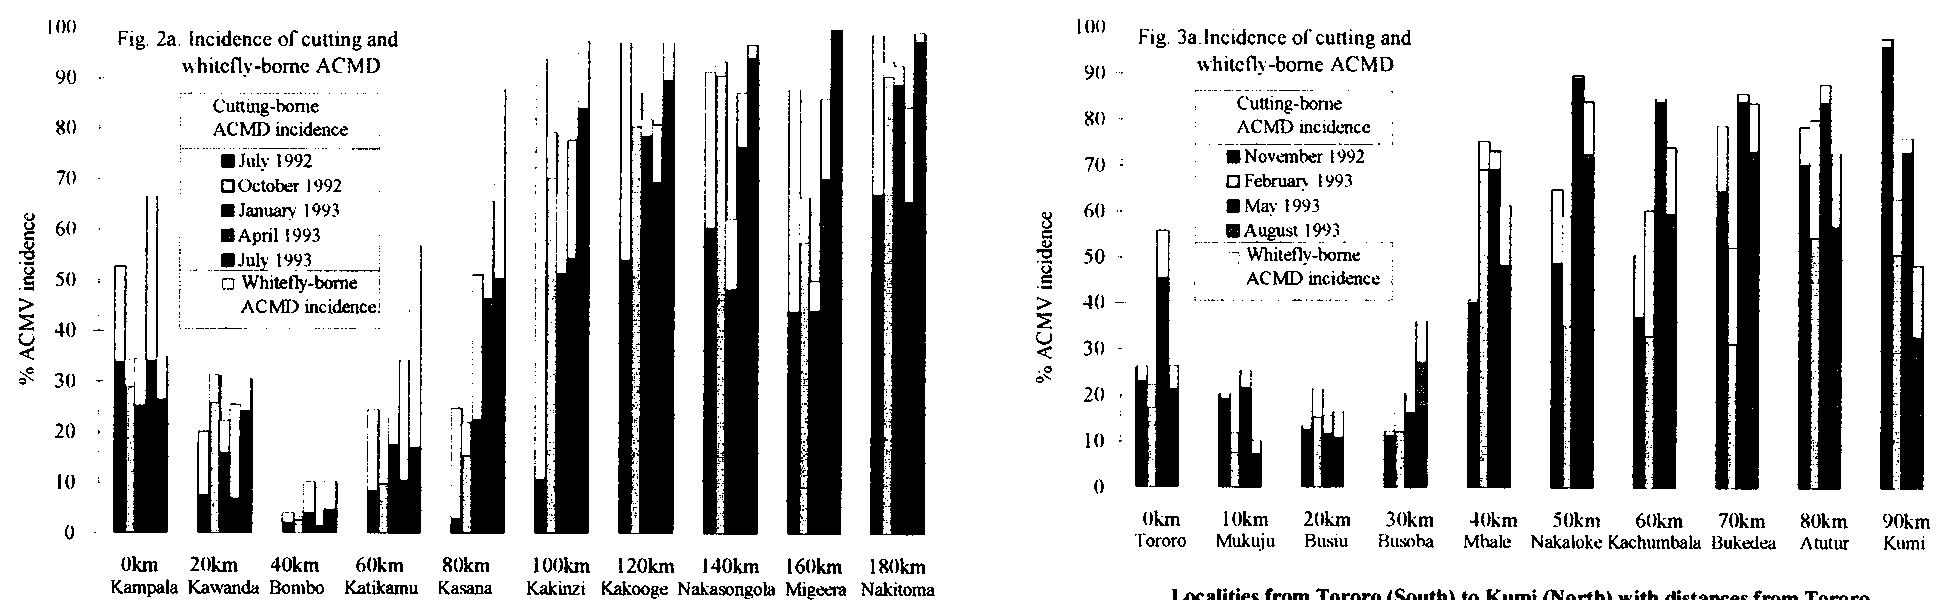 100
90
80
70
60
50
40
30
20
10
0
% ACMV incidence
Fig. 2a. Incidence of cutting and
whitefly-borne ACMD
Cutting-borne
ACMD incidence
July 1992
October 1992
January 1993
April 1993
July 1993
Whitefly-borne
ACMD incidence
0km 20km 40km 60km 80km 100km 120km 140km 160km 180km
Kampala Kawanda Bombo Katikamu Kasana Kakinzi Kakooge Nakasongola Migeera Nakitoma
100
90
80
70
60
50
40
30
20
10
0
% ACMV incidence
Fig. 3a.Incidence of cutting and
whitefly-borne ACMD
Cutting-borne
ACMD incidence
November 1992
February 1993
May 1993
August 1993
Whitefly-borne
ACMD incidence
0km 10km 20km 30km 40km 50km 60km 70km 80km 90km
Tororo Mukuju Busiu Busoba Mbale Nakaloke Kachumbala Bukedea Atutur Kumi
Localities from Tororo (South) to Kumi (North) with distances from Tororo